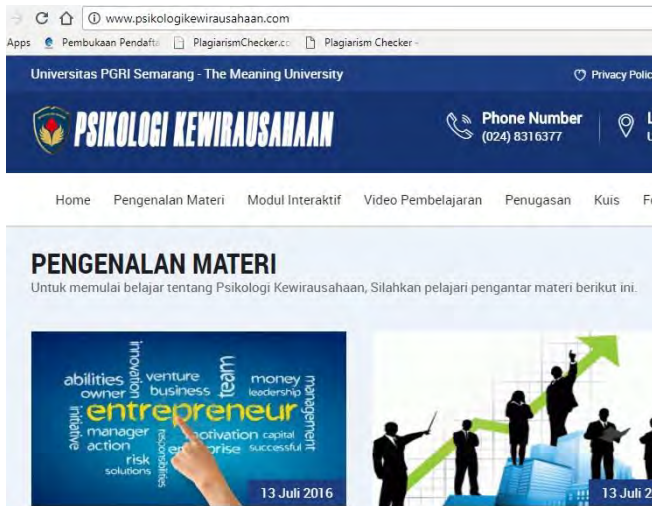 www.psikologikewirausahaan.com
Apps Pembukaan Pendaft PlagiarismChecker.c Plagiarism Checker -
Universitas PGRI Semarang - The Meaning University Privacy Polic
PSIKOLOGI KEWIRAUSAHAAN
Phone Number
(024) 8316377
Home Pengenalan Materi Modul Interaktif Video Pembelajaran Penugasan Kuis
PENGENALAN MATERI
Untuk memulai belajar tentang Psikologi Kewirausahaan, Silahkan pelajari pengantar materi berikut ini.
innovation
abilities venture team money
owner business leadership
entrepreneur
initiative manager motivation capital management
action responsibilities enterprise successful
risk
solutions
13 Juli 2016
13 Juli 2